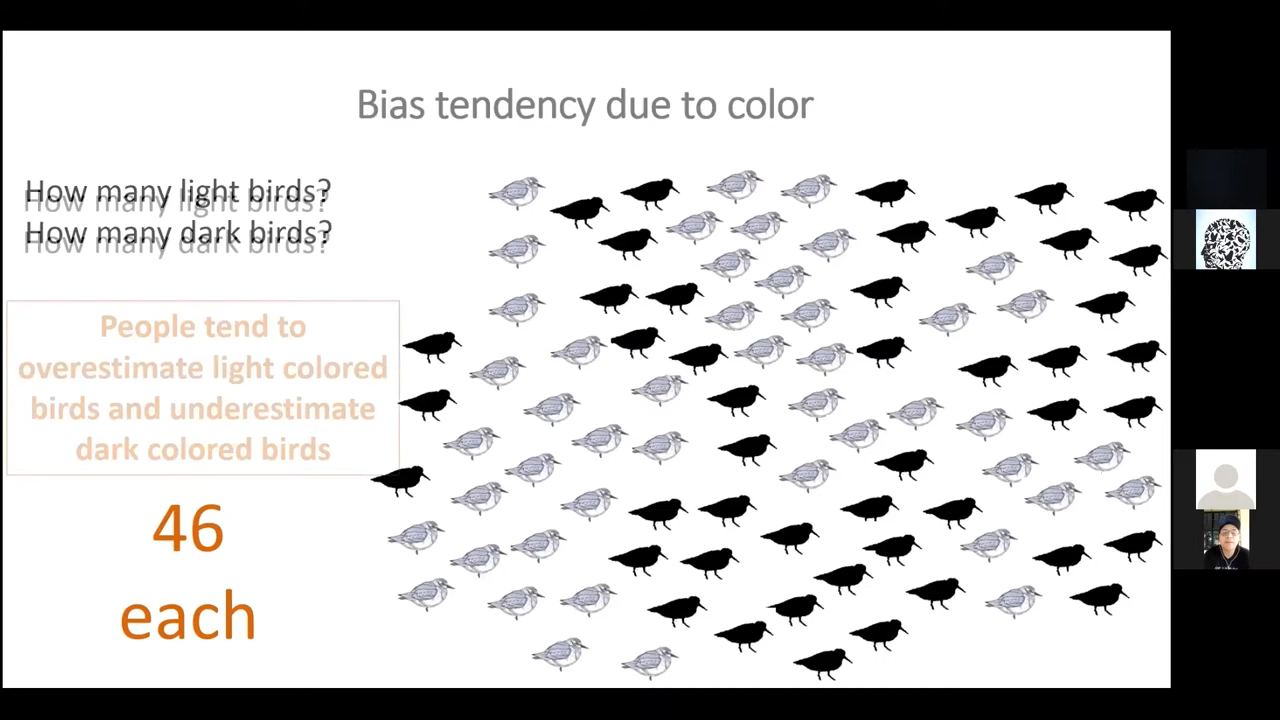 Bias tendency due to color
How many light birds?
How many dark birds?
People tend to
overestimate light colored
birds and underestimate
dark colored birds
46
each